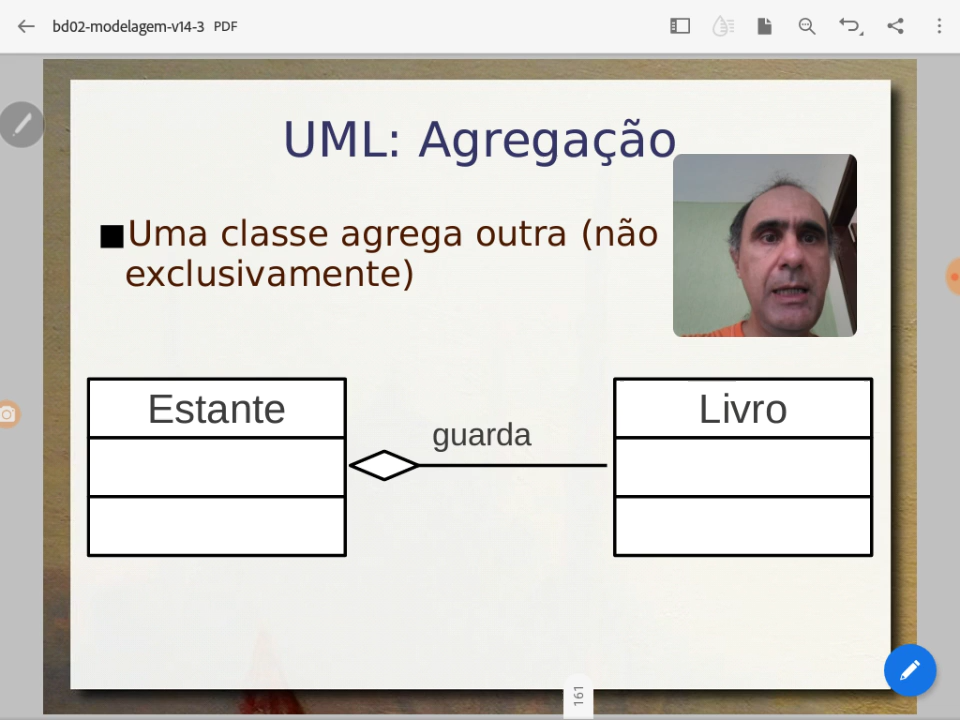 bd02-modelagem-v14-3 PDF
UML: Agregação
Uma classe agrega outra (não
exclusivamente)
Estante
guarda
Livro
161